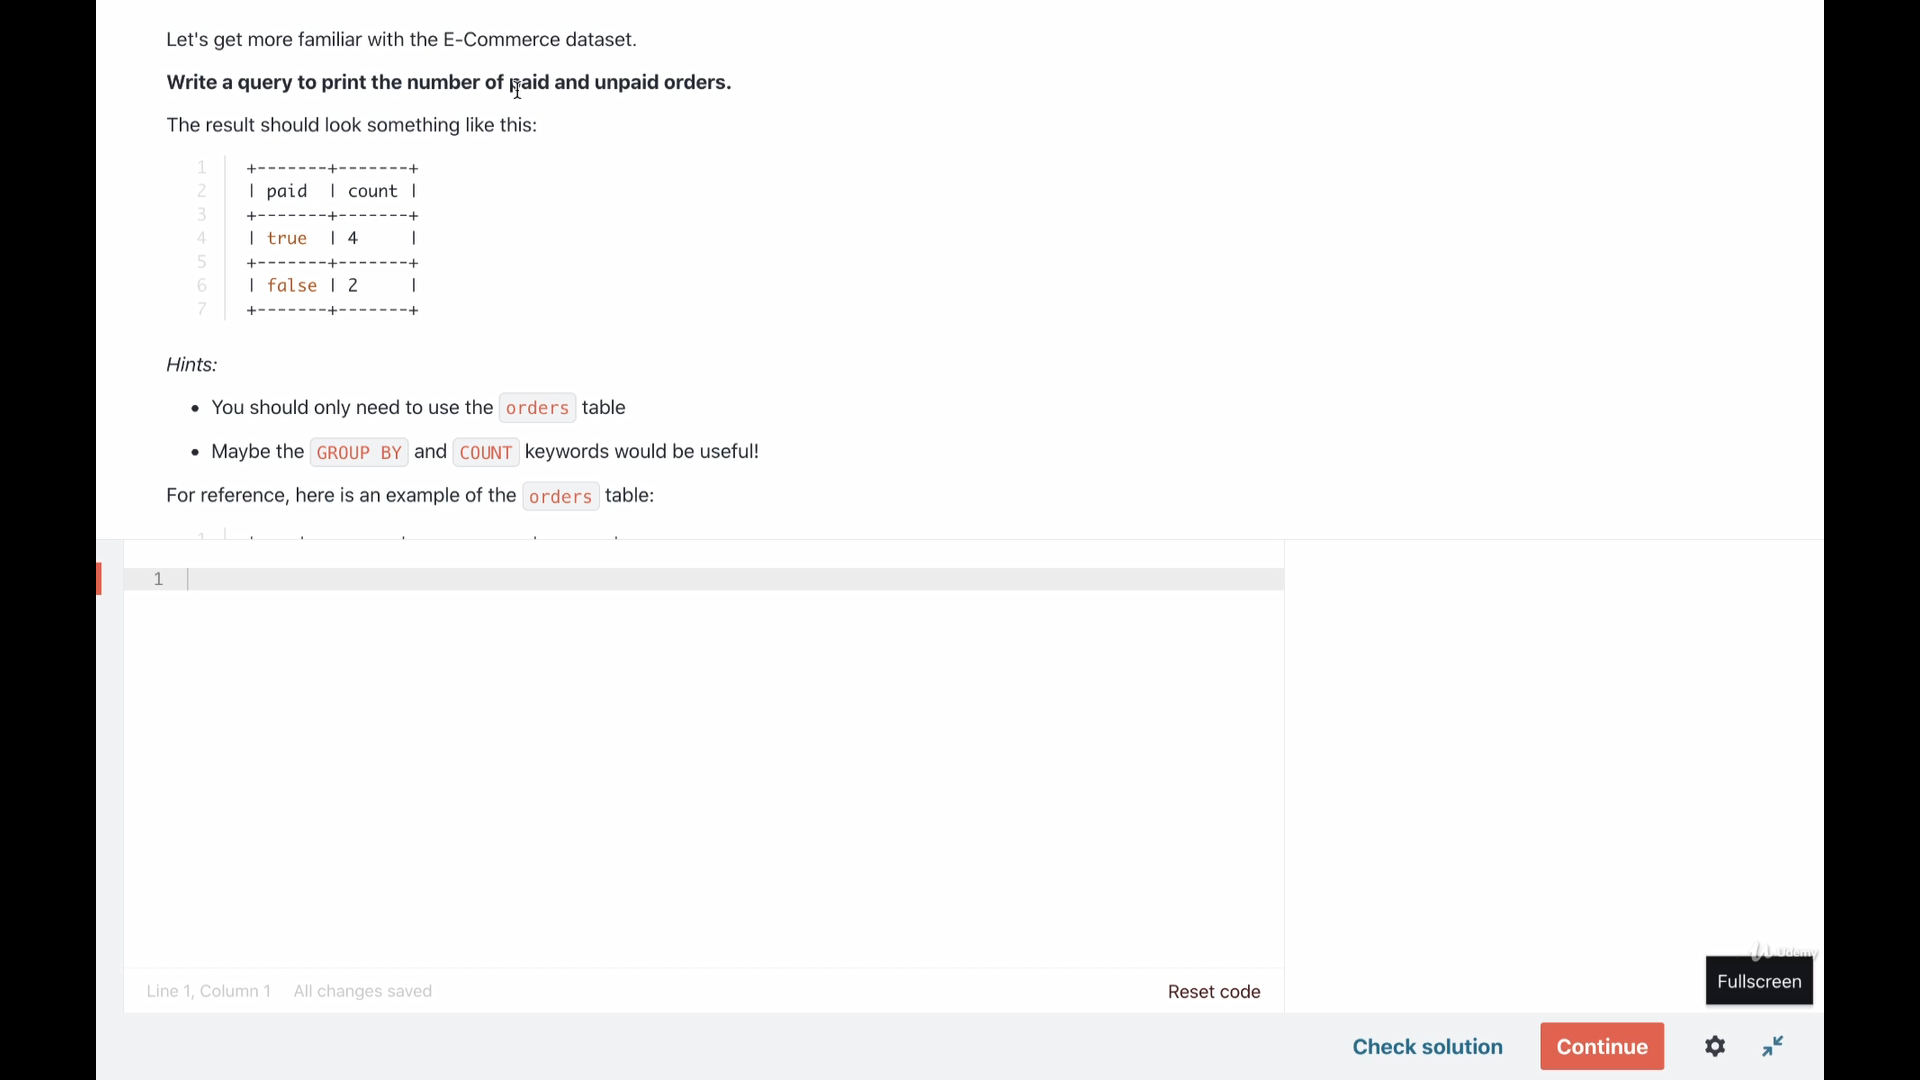 Let's get more familiar with the E-Commerce dataset.
Write a query to print the number of paid and unpaid orders.
The result should look something like this:
1 +-------+-------+
2 | paid | count |
3 +-------+-------+
4 | true | 4 |
5 +-------+-------+
6 | false | 2 |
7 +-------+-------+
Hints:
• You should only need to use the orders table
• Maybe the GROUP BY and COUNT keywords would be useful!
For reference, here is an example of the orders table:
1
1
Line 1, Column 1 All changes saved
Reset code
Udemy
Fullscreen
Check solution
Continue